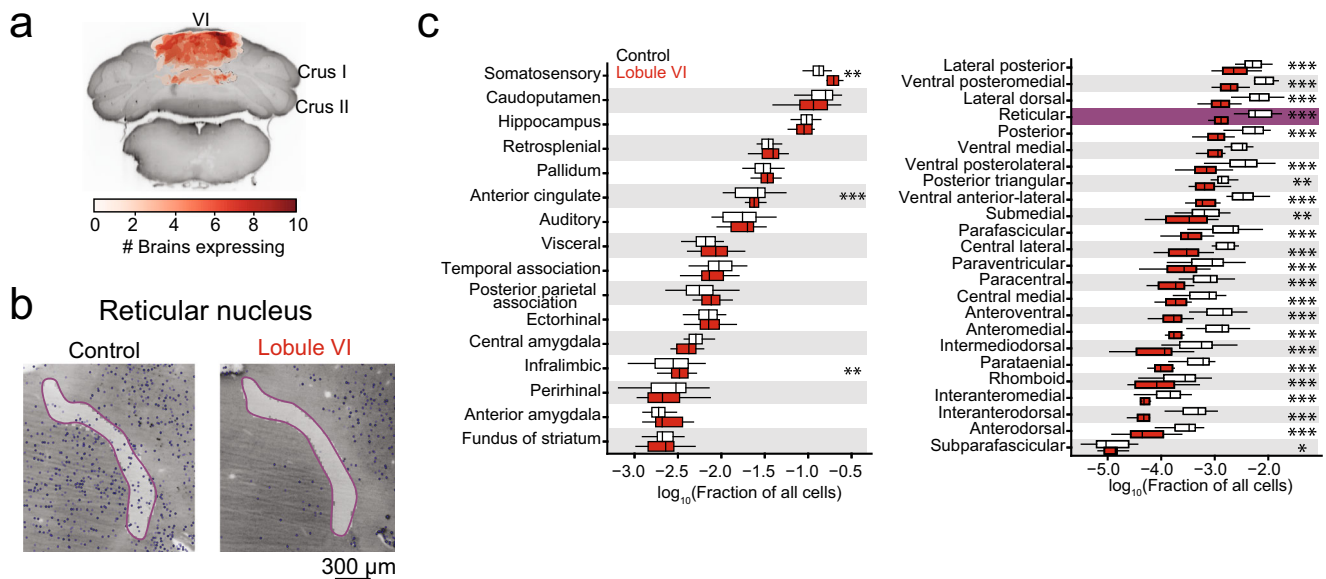 a
VI
Crus I
Crus II
0 2 4 6 8 10
# Brains expressing
b
Reticular nucleus
Control
Lobule VI
300 µm
c
Control
Lobule VI
Somatosensory **
Caudoputamen
Hippocampus
Retrosplenial
Pallidum
Anterior cingulate ***
Auditory
Visceral
Temporal association
Posterior parietal
association
Ectorhinal
Central amygdala
Infralimbic **
Perirhinal
Anterior amygdala
Fundus of striatum
−3.0 −2.5 −2.0 −1.5 −1.0 −0.5
log10(Fraction of all cells)
Lateral posterior ***
Ventral posteromedial ***
Lateral dorsal ***
Reticular ***
Posterior ***
Ventral medial
Ventral posterolateral ***
Posterior triangular **
Ventral anterior-lateral ***
Submedial **
Parafascicular ***
Central lateral ***
Paraventricular ***
Paracentral ***
Central medial ***
Anteroventral ***
Anteromedial ***
Intermediodorsal ***
Parataenial ***
Rhomboid ***
Interanteromedial ***
Interanterodorsal ***
Anterodorsal ***
Subparafascicular *
−5.0 −4.0 −3.0 −2.0
log10(Fraction of all cells)